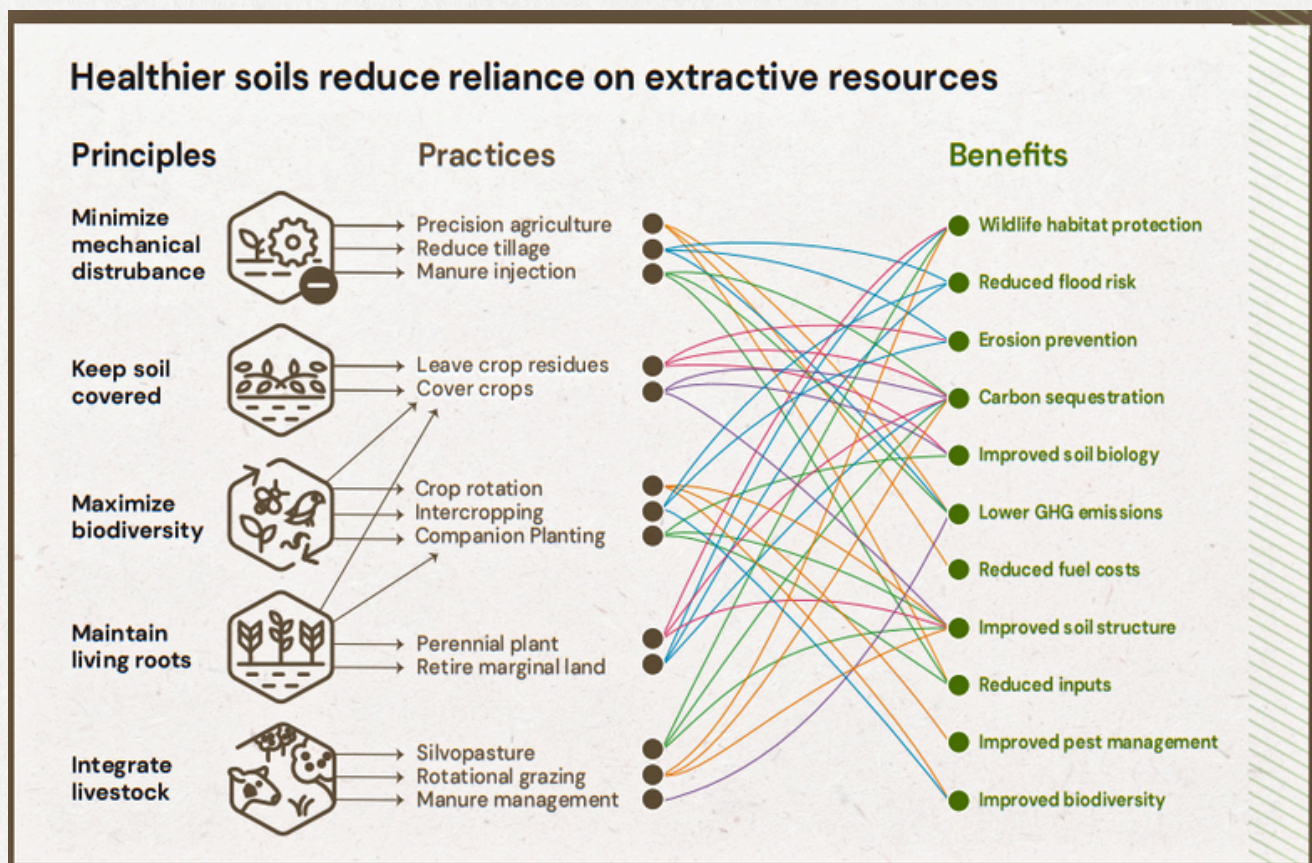 Healthier soils reduce reliance on extractive resources
Principles
Practices
Benefits
Minimize
mechanical
distrubance
Precision agriculture
Reduce tillage
Manure injection
Keep soil
covered
Leave crop residues
Cover crops
Maximize
biodiversity
Crop rotation
Intercropping
Companion Planting
Maintain
living roots
Perennial plant
Retire marginal land
Integrate
livestock
Silvopasture
Rotational grazing
Manure management
Wildlife habitat protection
Reduced flood risk
Erosion prevention
Carbon sequestration
Improved soil biology
Lower GHG emissions
Reduced fuel costs
Improved soil structure
Reduced inputs
Improved pest management
Improved biodiversity